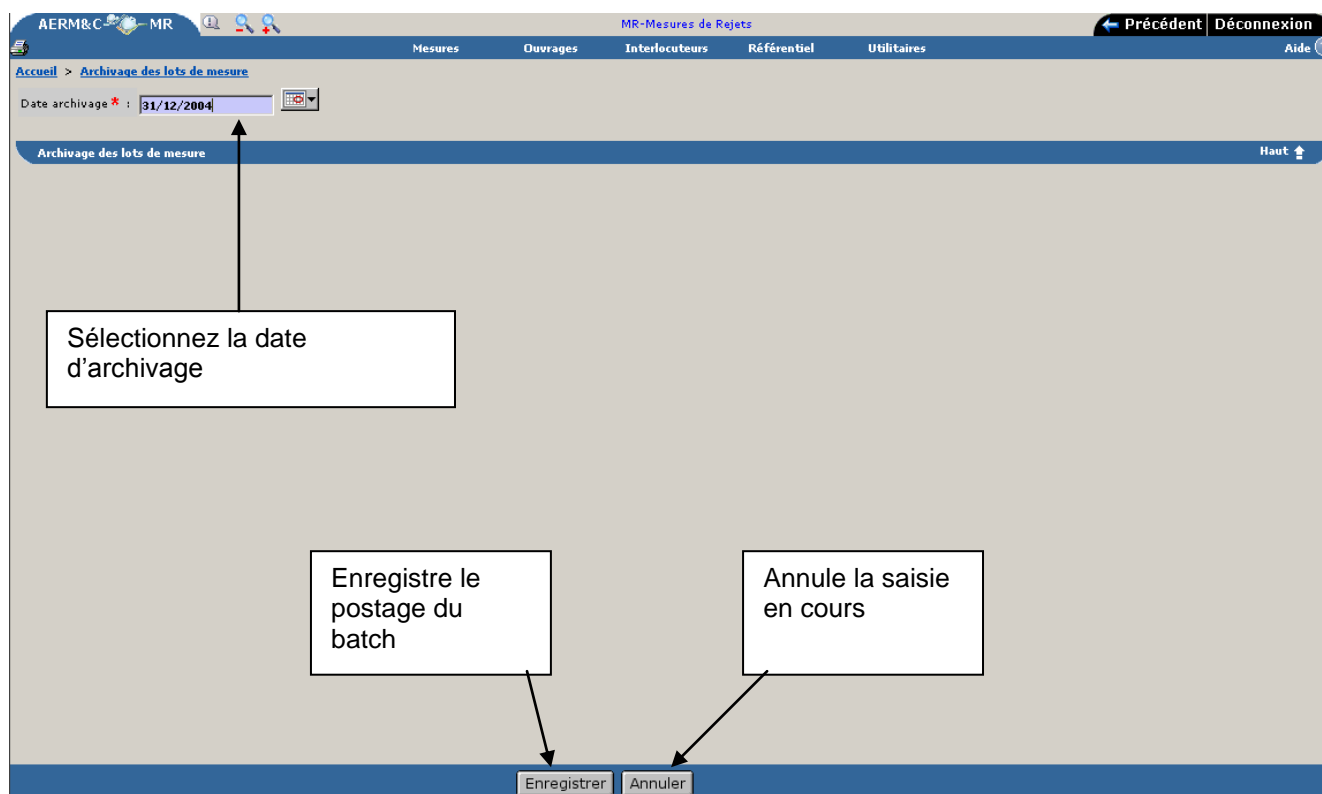 AERM&C MR MR-Mesures de Rejets Précédent Déconnexion
Mesures Ouvrages Interlocuteurs Référentiel Utilitaires Aide
Accueil > Archivage des lots de mesure
Date archivage * : 31/12/2004
Archivage des lots de mesure Haut
Sélectionnez la date
d’archivage
Enregistre le
postage du
batch
Annule la saisie
en cours
Enregistrer Annuler